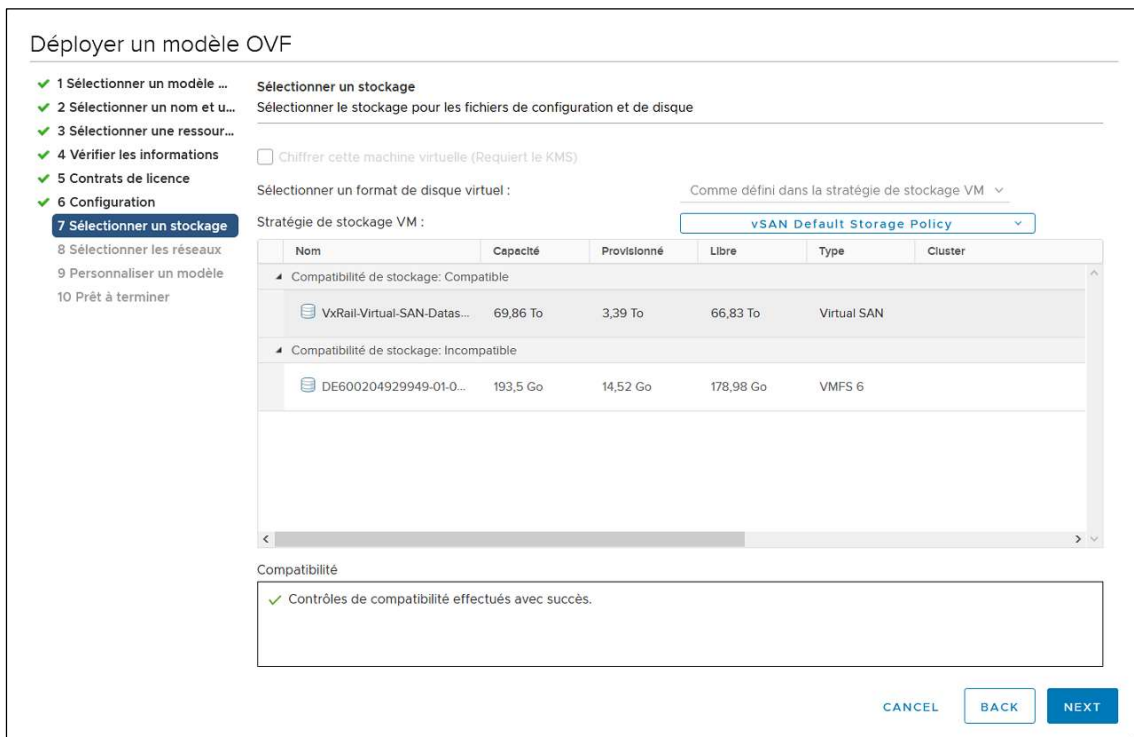 Déployer un modèle OVF
1 Sélectionner un modèle ...
2 Sélectionner un nom et u...
3 Sélectionner une ressour...
4 Vérifier les informations
5 Contrats de licence
6 Configuration
7 Sélectionner un stockage
8 Sélectionner les réseaux
9 Personnaliser un modèle
10 Prêt à terminer
Sélectionner un stockage
Sélectionner le stockage pour les fichiers de configuration et de disque
Chiffrer cette machine virtuelle (Requiert le KMS)
Sélectionner un format de disque virtuel : Comme défini dans la stratégie de stockage VM
Stratégie de stockage VM : vSAN Default Storage Policy
Nom Capacité Provisionné Libre Type Cluster
Compatibilité de stockage: Compatible
VxRail-Virtual-SAN-Datas... 69,86 To 3,39 To 66,83 To Virtual SAN
Compatibilité de stockage: Incompatible
DE600204929949-01-0... 193,5 Go 14,52 Go 178,98 Go VMFS 6
Compatibilité
Contrôles de compatibilité effectués avec succès.
CANCEL BACK NEXT